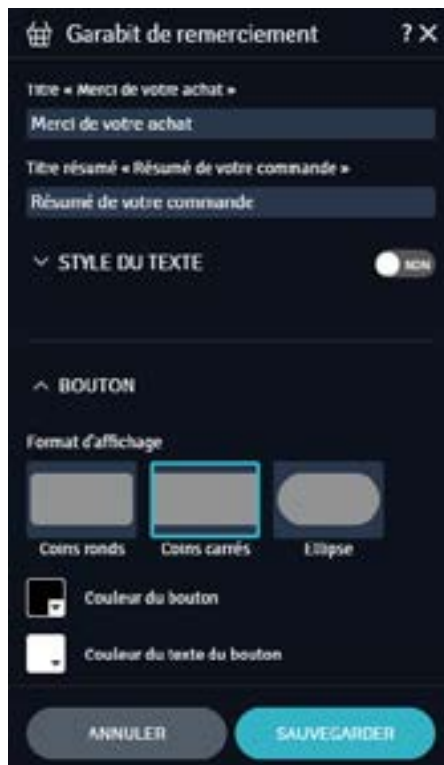 Garabit de remerciement ? X
Titre « Merci de votre achat »
Merci de votre achat
Titre résumé « Résumé de votre commande »
Résumé de votre commande
STYLE DU TEXTE NON
BOUTON
Format d'affichage
Coins ronds Coins carrés Ellipse
Couleur du bouton
Couleur du texte du bouton
ANNULER SAUVEGARDER